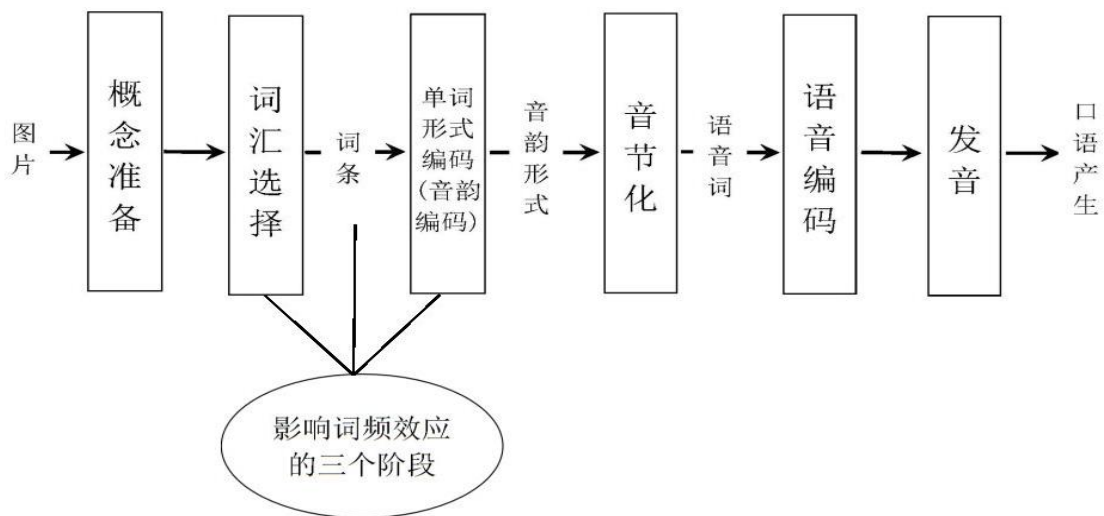 图片
概念准备
词汇选择
词条
单词
形式
编码
(音韵
编码)
音韵形式
音节化
语音词
语音编码
发音
口语产生
影响词频效应
的三个阶段